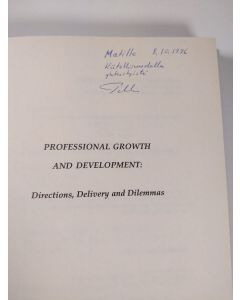 Matille 8.10.1996
Kiitollisuudella
yhteistyöstä
PROFESSIONAL GROWTH
AND DEVELOPMENT:
Directions, Delivery and Dilemmas